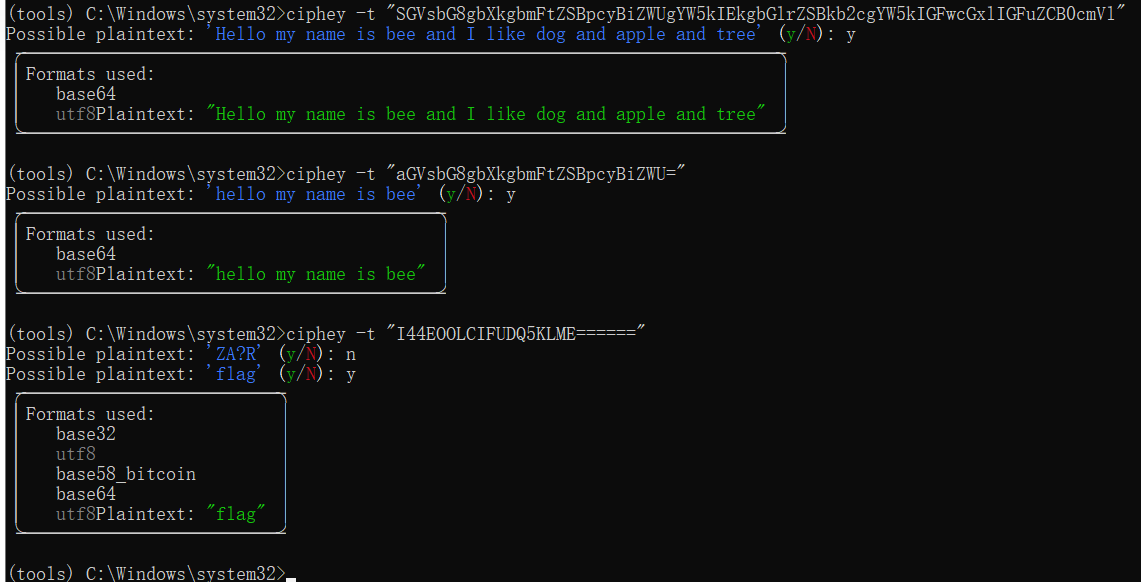 (tools) C:\Windows\system32>ciphey -t "SGVsbG8gbXkgbmFtZSBpcyBiZWUgYW5kIEkgbGlrZSBkb2cgYW5kIGFwcGxlIGFuZCB0cmVl"
Possible plaintext: 'Hello my name is bee and I like dog and apple and tree' (y/N): y
Formats used:
base64
utf8Plaintext: "Hello my name is bee and I like dog and apple and tree"
(tools) C:\Windows\system32>ciphey -t "aGVsbG8gbXkgbmFtZSBpcyBiZWU="
Possible plaintext: 'hello my name is bee' (y/N): y
Formats used:
base64
utf8Plaintext: "hello my name is bee"
(tools) C:\Windows\system32>ciphey -t "I44EOOLCIFUDQ5KLME======"
Possible plaintext: 'ZA?R' (y/N): n
Possible plaintext: 'flag' (y/N): y
Formats used:
base32
utf8
base58_bitcoin
base64
utf8Plaintext: "flag"
(tools) C:\Windows\system32>